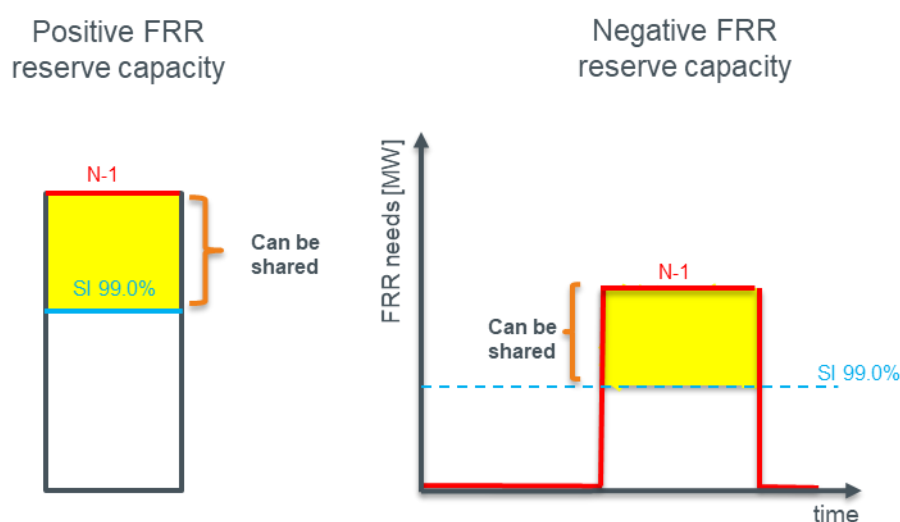 Positive FRR
reserve capacity
Negative FRR
reserve capacity
N-1
Can be
shared
SI 99.0%
FRR needs [MW]
N-1
Can be
shared
SI 99.0%
time